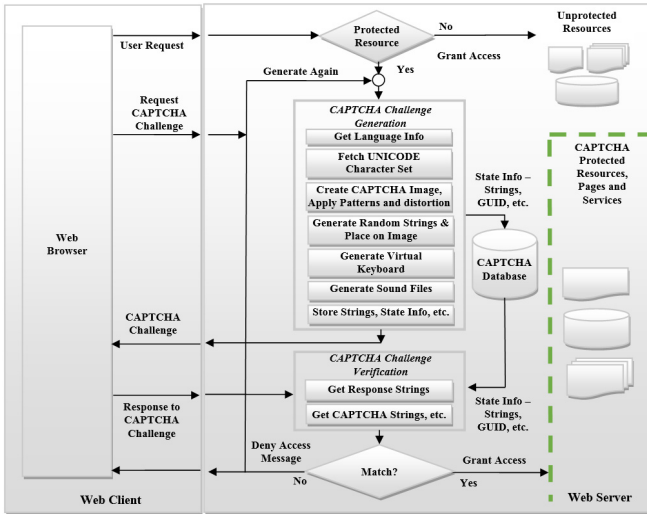 Protected
Resource
No
Unprotected
Resources
User Request
Grant Access
Yes
Generate Again
Request
CAPTCHA
Challenge
CAPTCHA Challenge
Generation
Get Language Info
Fetch UNICODE
Character Set
Create CAPTCHA Image,
Apply Patterns and distortion
Generate Random Strings &
Place on Image
Generate Virtual
Keyboard
Generate Sound Files
Store Strings, State Info, etc.
State Info –
Strings,
GUID, etc.
CAPTCHA
Database
CAPTCHA
Protected
Resources,
Pages and
Services
Web
Browser
CAPTCHA
Challenge
CAPTCHA Challenge
Verification
Get Response Strings
Get CAPTCHA Strings, etc.
State Info –
Strings,
GUID, etc.
Response to
CAPTCHA
Challenge
Deny Access
Message
No
Match?
Grant Access
Yes
Web Client
Web Server